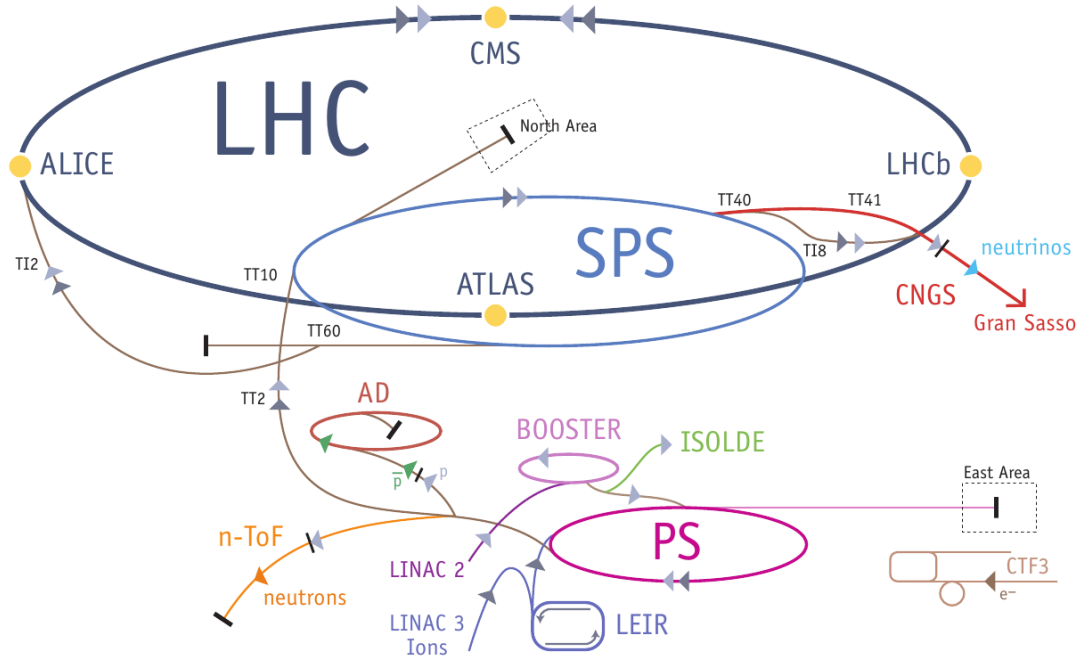 CMS
LHC
North Area
ALICE
LHCb
TT40
TT41
SPS
TI2
TT10
TI8
neutrinos
ATLAS
CNGS
Gran Sasso
TT60
AD
TT2
BOOSTER
ISOLDE
p̅
p
East Area
n-ToF
PS
LINAC 2
CTF3
neutrons
e−
LINAC 3
Ions
LEIR